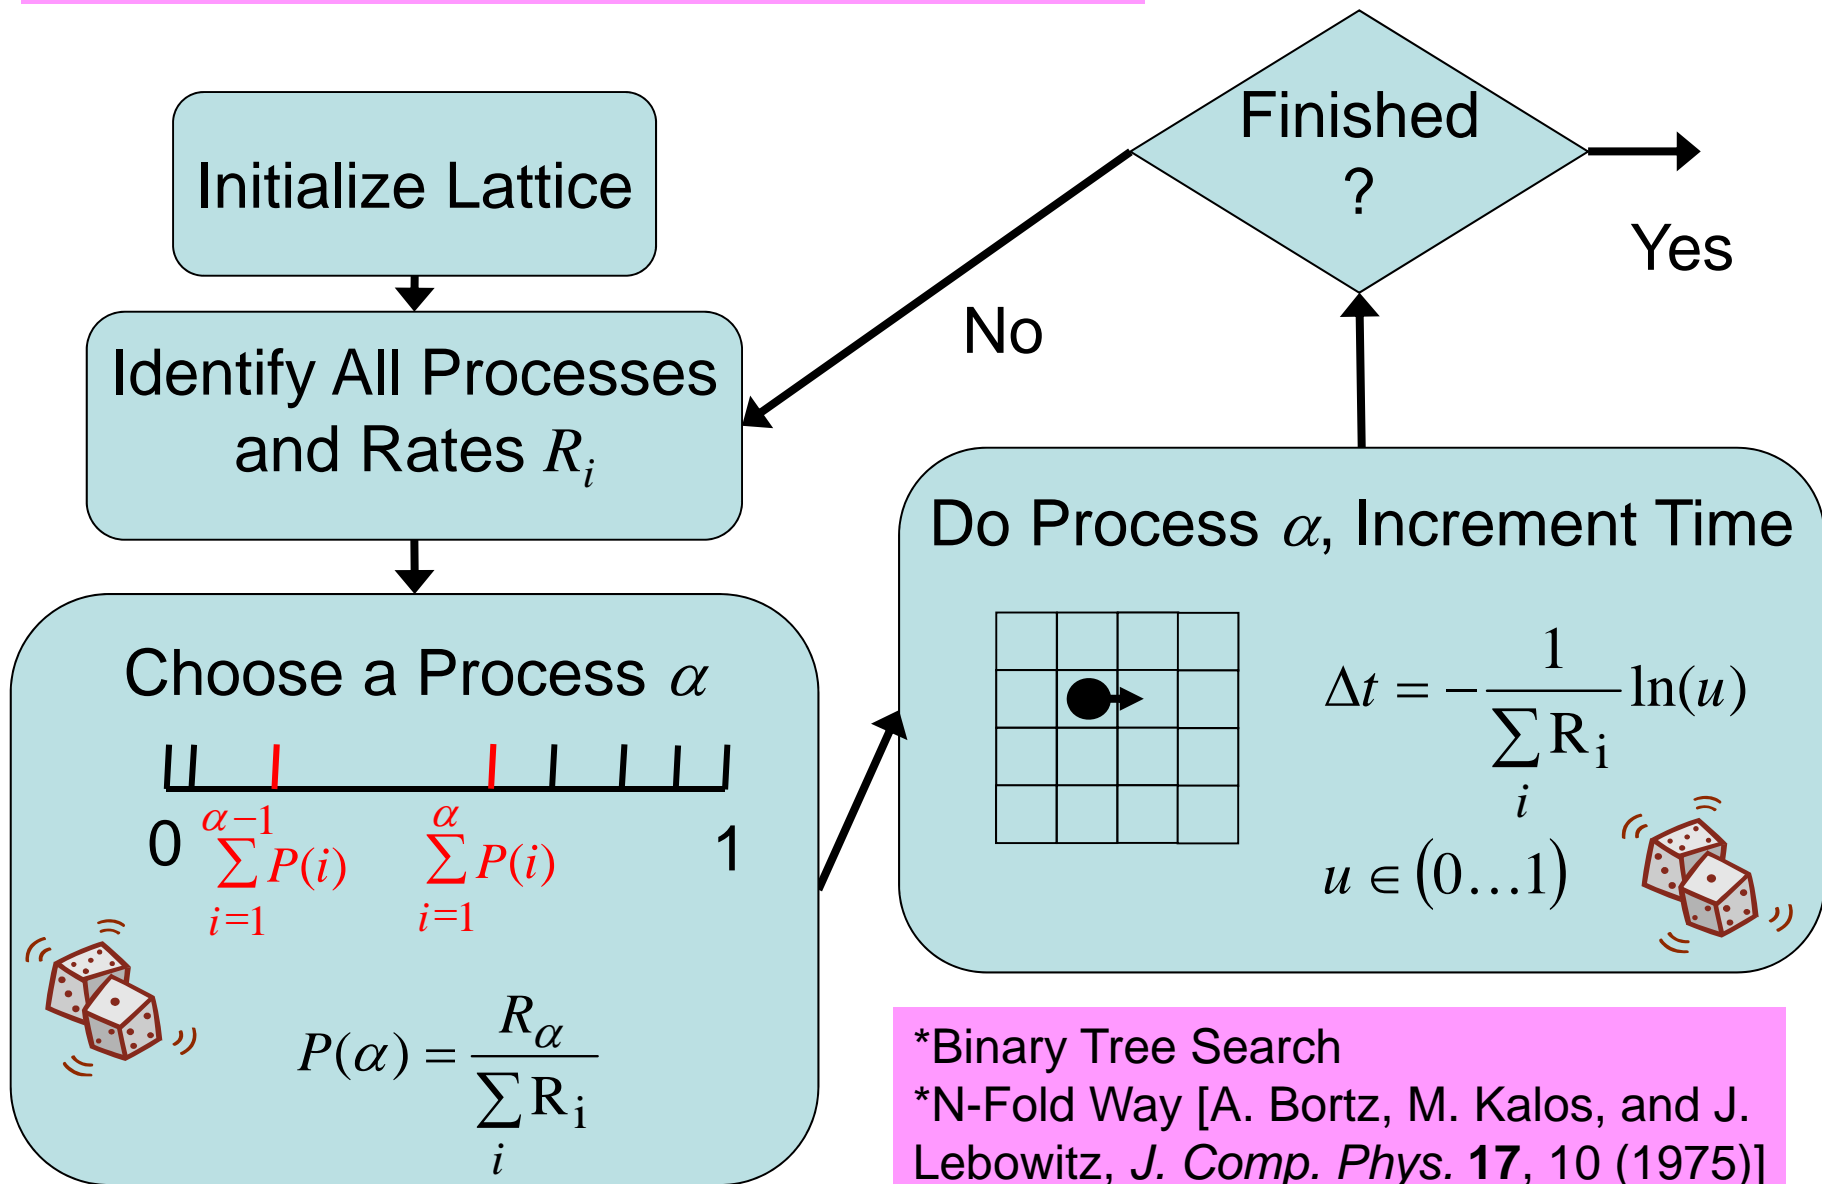 Initialize Lattice
Identify All Processes
and Rates R_i
Choose a Process α
0
α−1
∑ P(i)
i=1
α
∑ P(i)
i=1
1
P(α) = R_α / ∑_i R_i
Do Process α, Increment Time
Δt = − 1 / ∑_i R_i ln(u)
u ∈ (0…1)
Finished
?
No
Yes
*Binary Tree Search
*N-Fold Way [A. Bortz, M. Kalos, and J.
Lebowitz, J. Comp. Phys. 17, 10 (1975)]